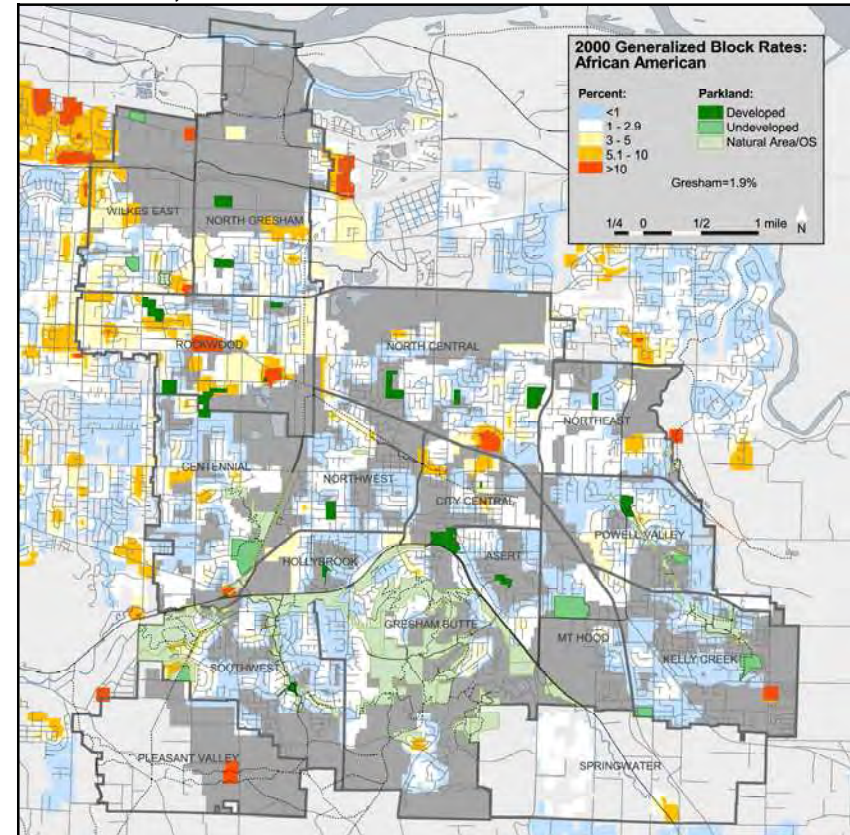 2000 Generalized Block Rates:
African American
Percent: Parkland:
<1 Developed
1 - 2.9 Undeveloped
3 - 5 Natural Area/OS
5.1 - 10
>10
Gresham=1.9%
1/4 0 1/2 1 mile N
WILKES EAST
NORTH GRESHAM
ROCKWOOD
NORTH CENTRAL
NORTHEAST
CENTENNIAL
NORTHWEST
CITY CENTRAL
POWELL VALLEY
HOLLYBROOK
ASERT
GRESHAM BUTTE
MT HOOD
SOUTHWEST
KELLY CREEK
PLEASANT VALLEY
SPRINGWATER